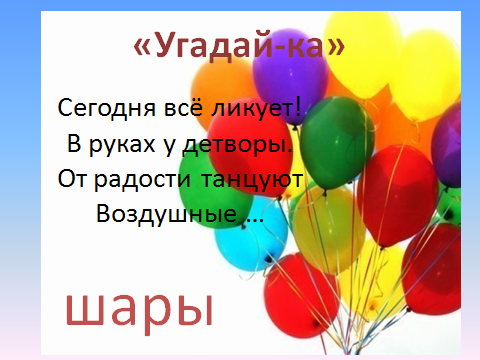 «Угадай-ка»
Сегодня всё ликует!
В руках у детворы.
От радости танцуют
Воздушные ...
шары